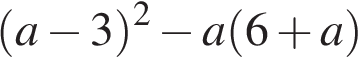 (a − 3)² − a(6 + a)